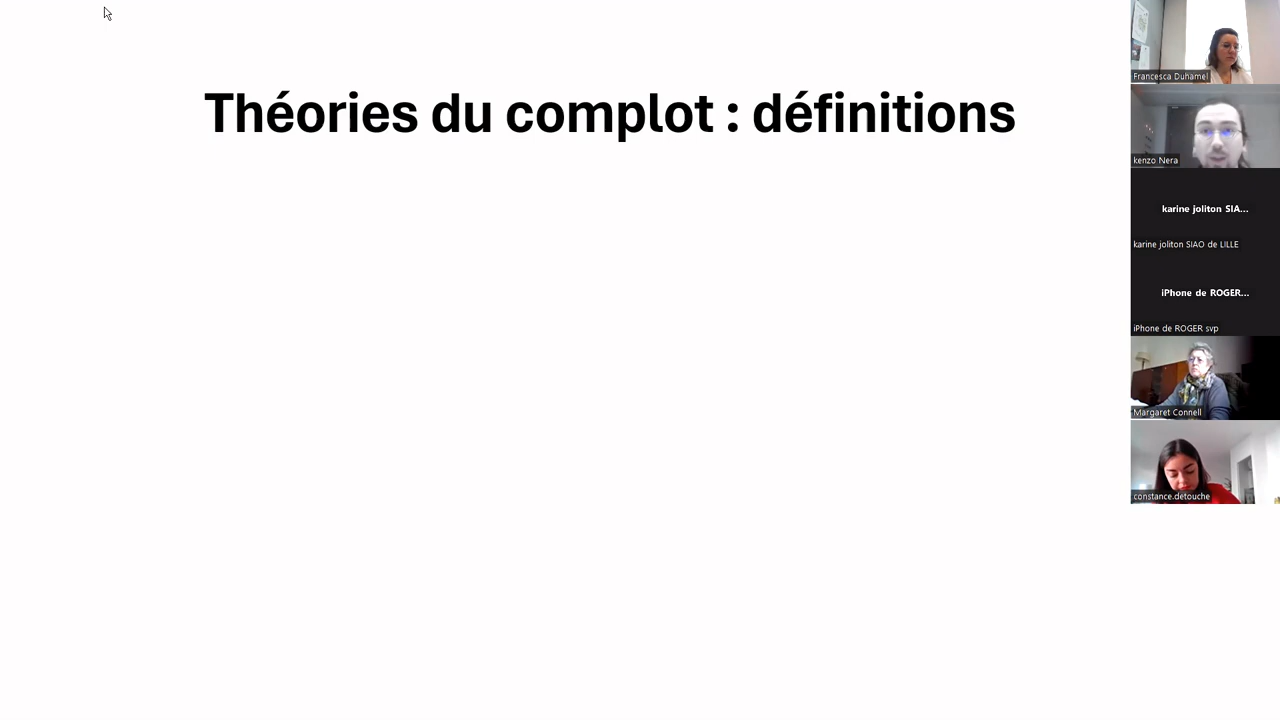 Théories du complot : définitions
Francesca Duhamel
kenzo Nera
karine joliton SIA...
karine joliton SIAO de LILLE
iPhone de ROGER...
iPhone de ROGER svp
Margaret Connell
constance.detouche